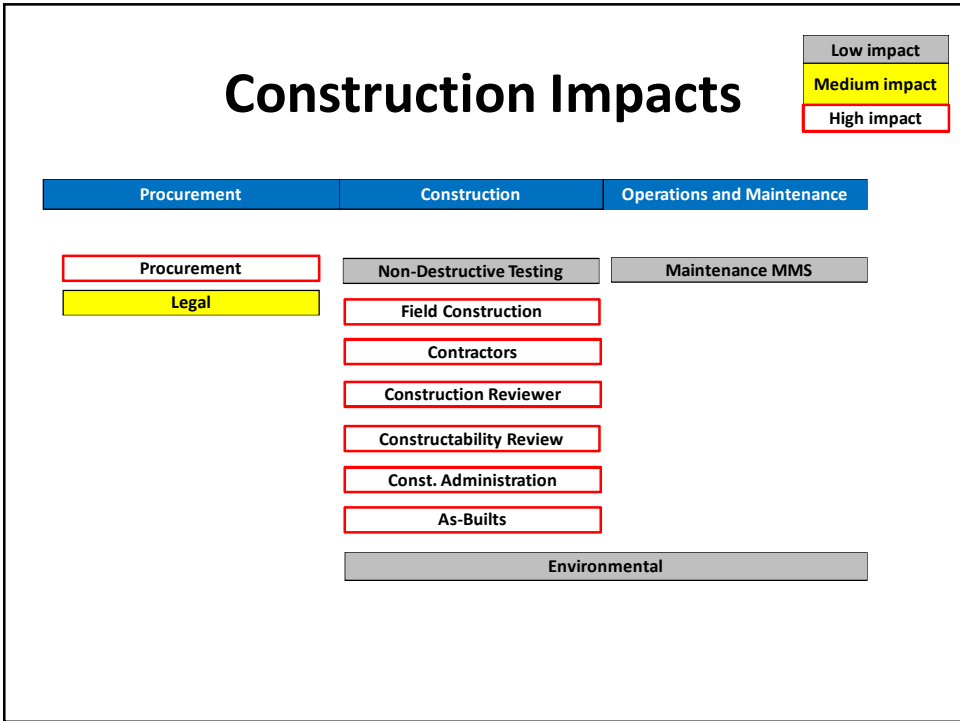 Construction Impacts
Low impact
Medium impact
High impact
Procurement
Construction
Operations and Maintenance
Procurement
Legal
Non-Destructive Testing
Field Construction
Contractors
Construction Reviewer
Constructability Review
Const. Administration
As-Builts
Maintenance MMS
Environmental